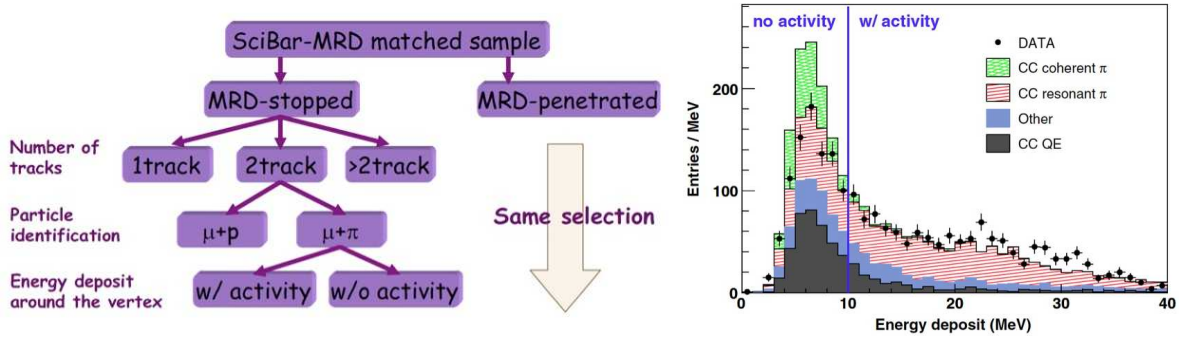 SciBar-MRD matched sample
MRD-stopped
MRD-penetrated
Number of
tracks
1track
2track
>2track
Particle
identification
μ+p
μ+π
Same selection
Energy deposit
around the vertex
w/ activity
w/o activity
no activity
w/ activity
DATA
CC coherent π
CC resonant π
Other
CC QE
Entries / MeV
200
100
0
0
10
20
30
40
Energy deposit (MeV)